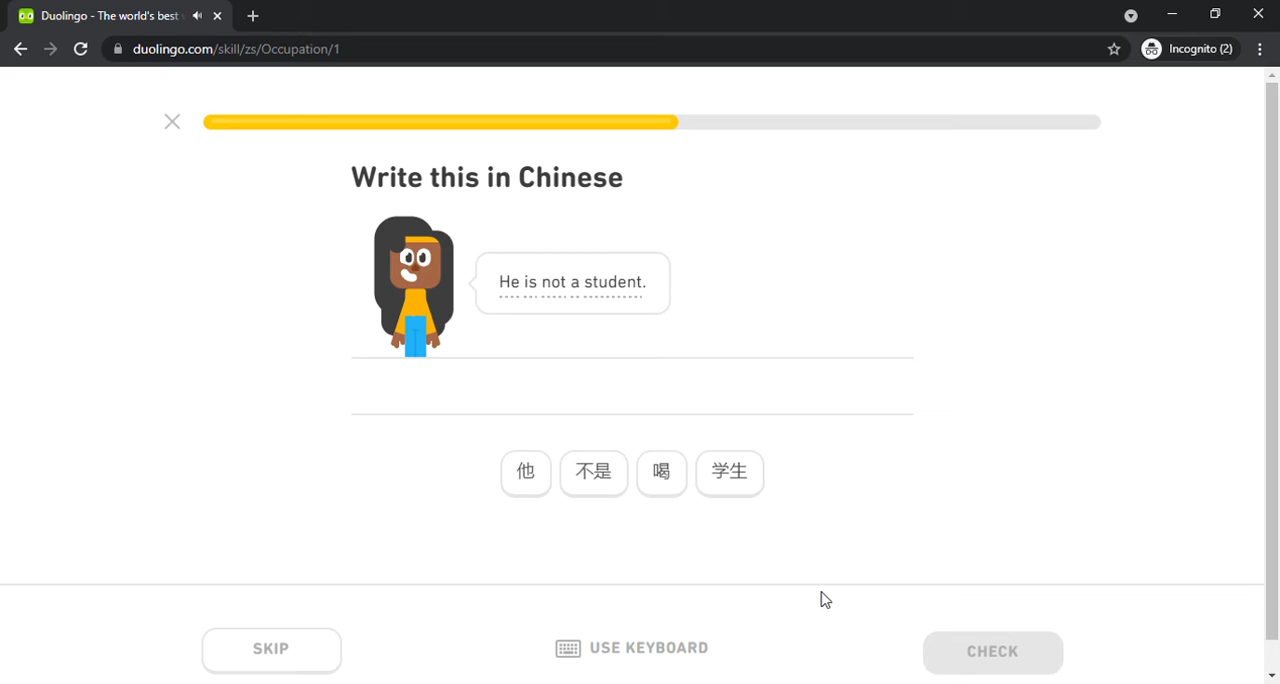 Duolingo - The world's best
duolingo.com/skill/zs/Occupation/1
Incognito (2)
Write this in Chinese
He is not a student.
他 不是 喝 学生
SKIP
USE KEYBOARD
CHECK